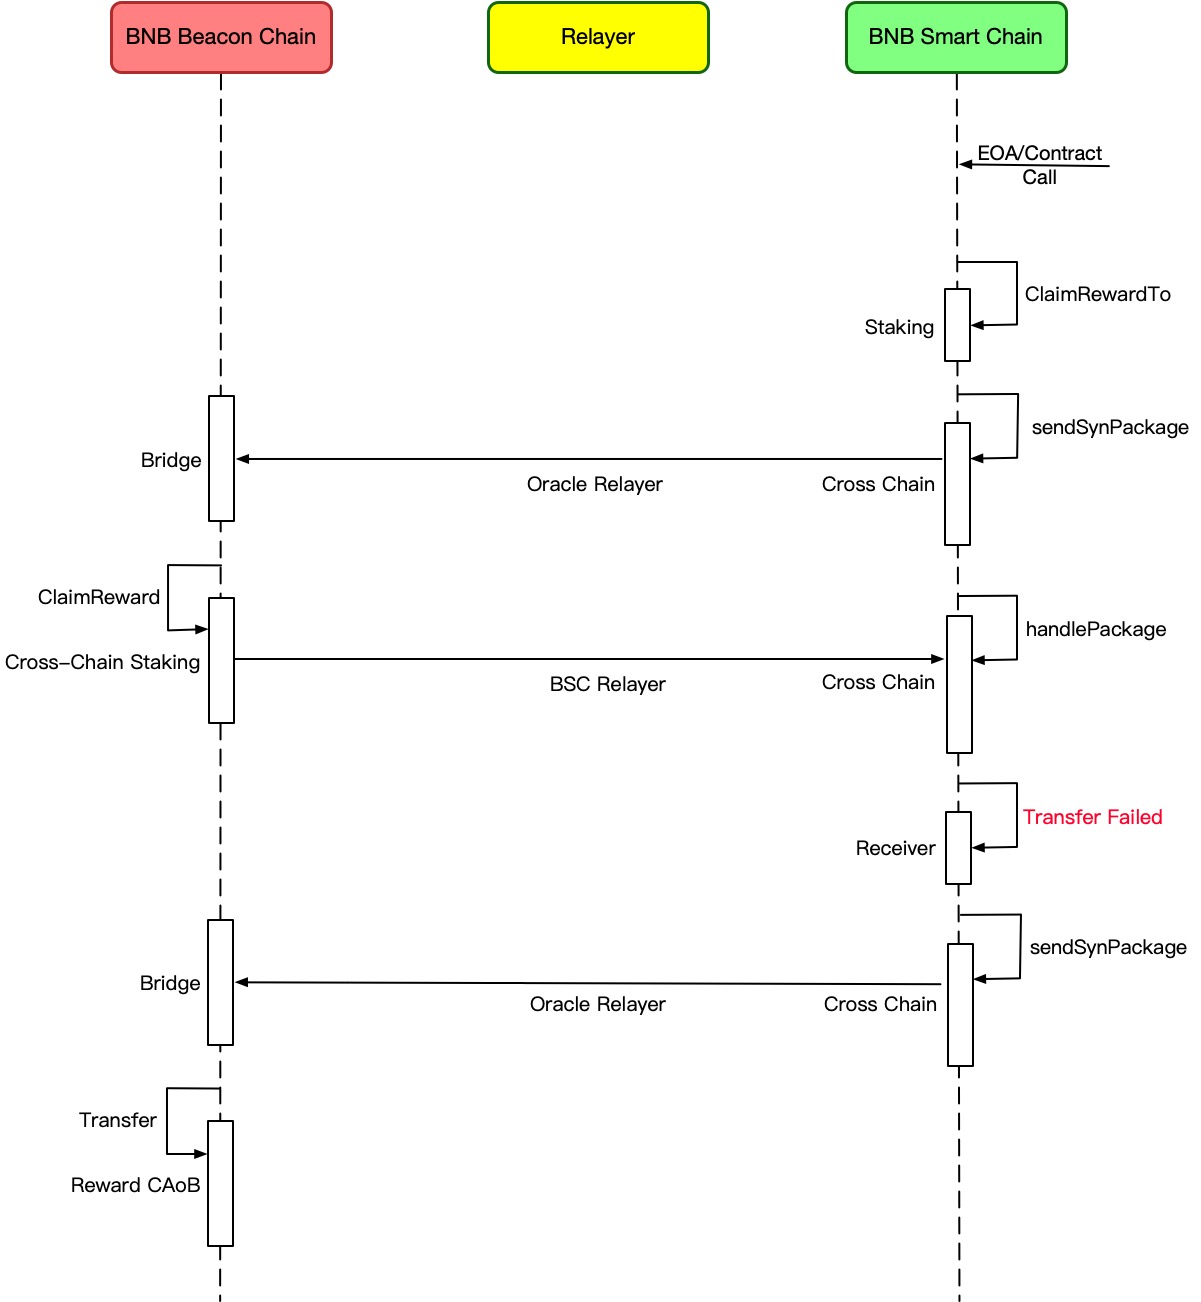 BNB Beacon Chain
Relayer
BNB Smart Chain
EOA/Contract
Call
ClaimRewardTo
Staking
sendSynPackage
Bridge
Oracle Relayer
Cross Chain
ClaimReward
handlePackage
Cross-Chain Staking
BSC Relayer
Cross Chain
Transfer Failed
Receiver
sendSynPackage
Bridge
Oracle Relayer
Cross Chain
Transfer
Reward CAoB